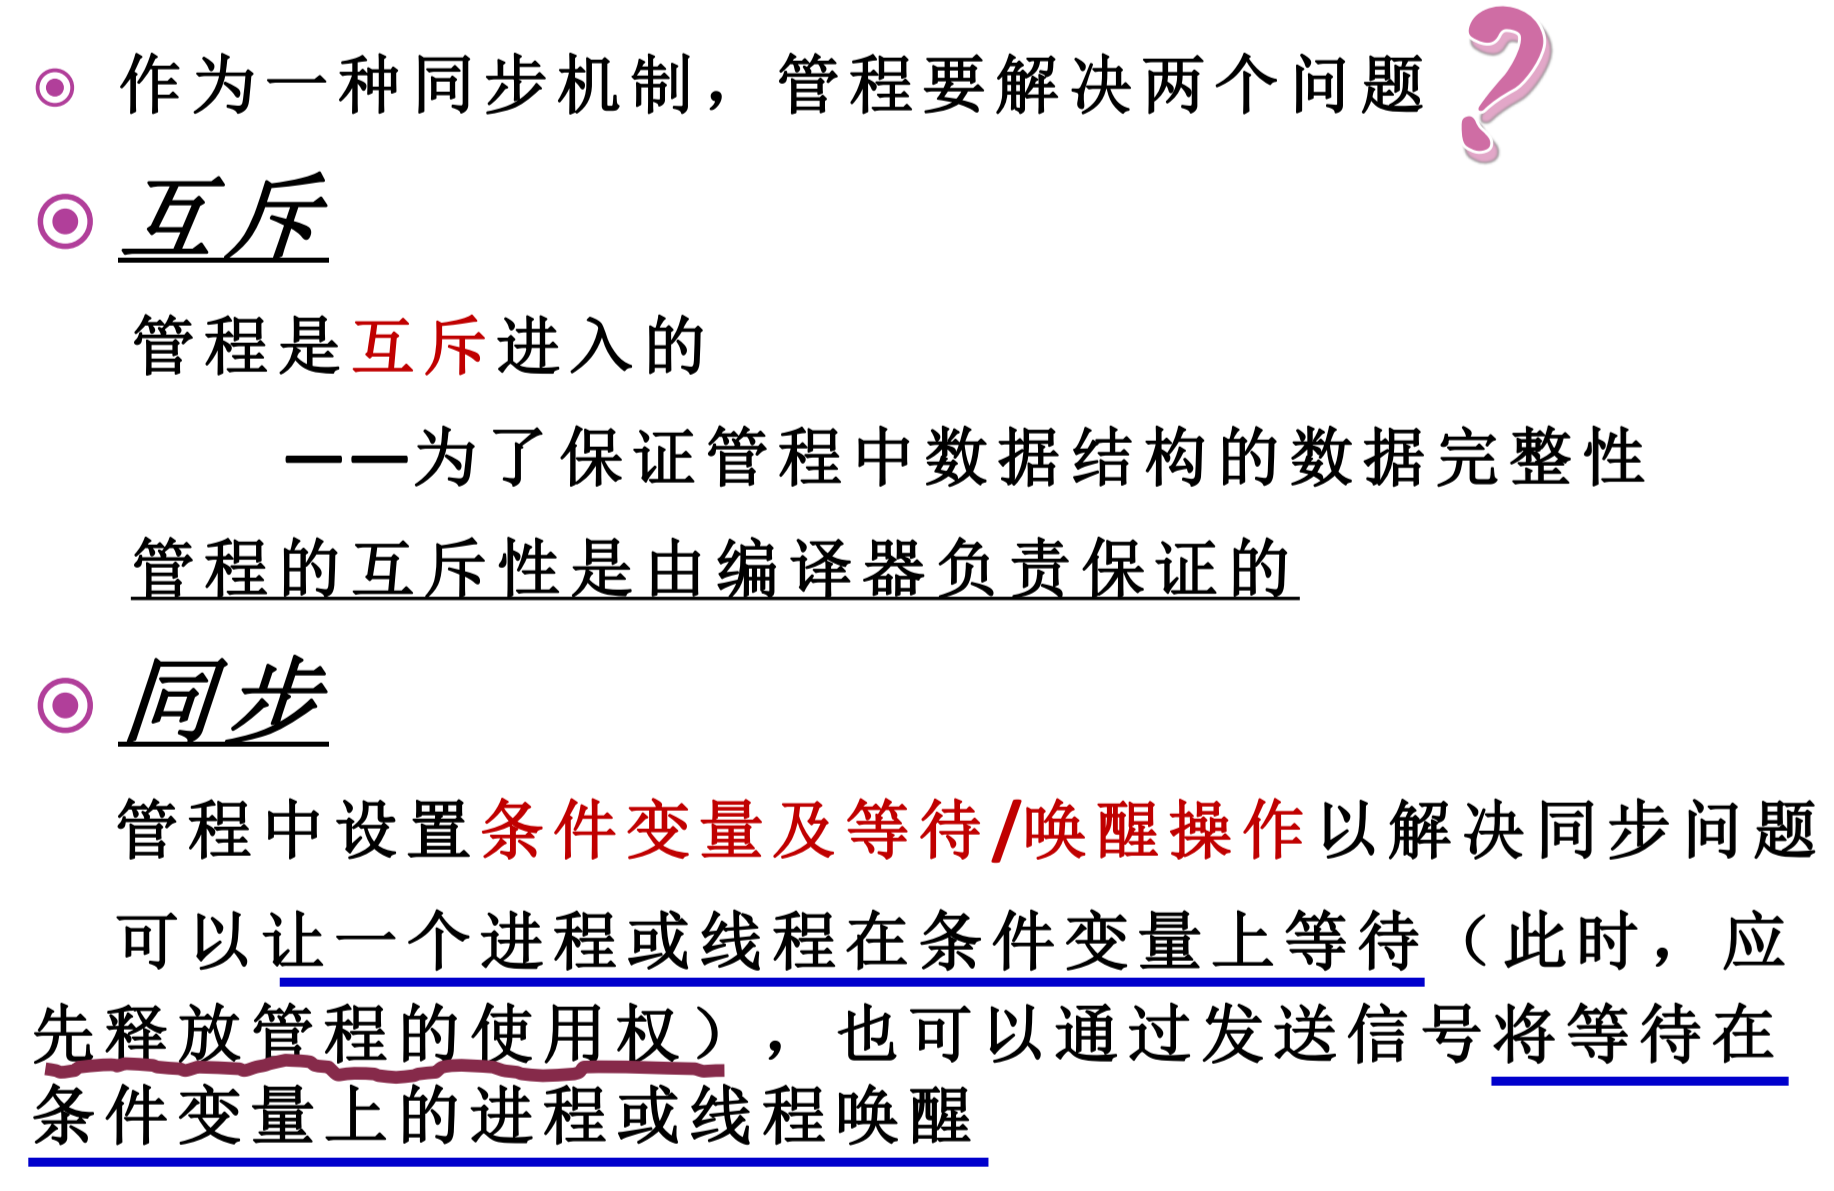 作为一种同步机制，管程要解决两个问题
互斥
管程是互斥进入的
——为了保证管程中数据结构的数据完整性
管程的互斥性是由编译器负责保证的
同步
管程中设置条件变量及等待/唤醒操作以解决同步问题
可以让一个进程或线程在条件变量上等待（此时，应
先释放管程的使用权），也可以通过发送信号将等待在
条件变量上的进程或线程唤醒